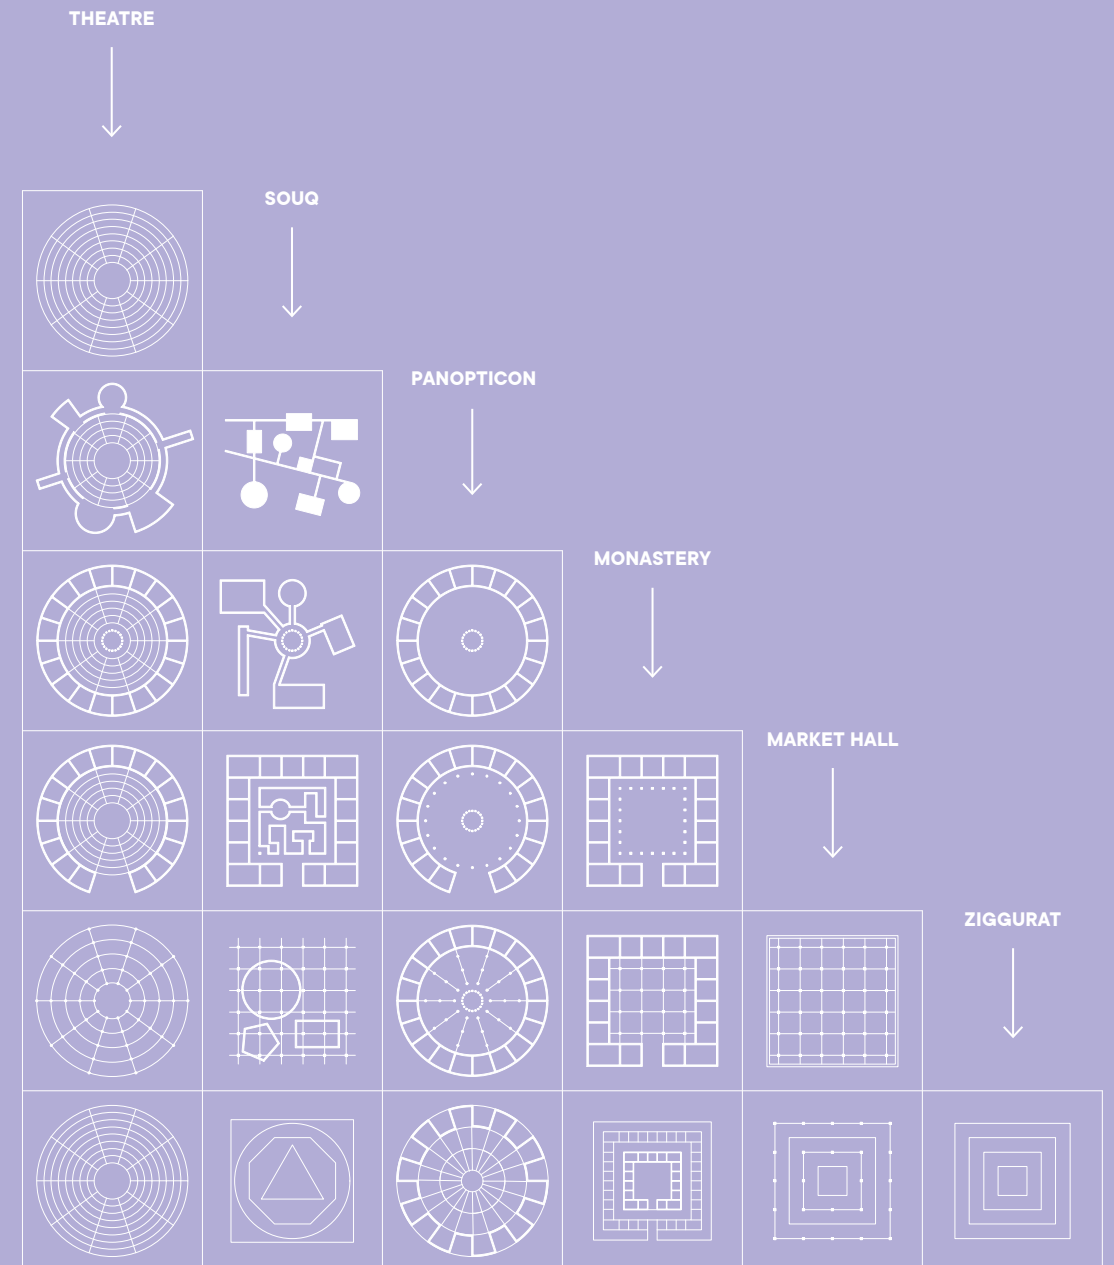 THEATRE
SOUQ
PANOPTICON
MONASTERY
MARKET HALL
ZIGGURAT